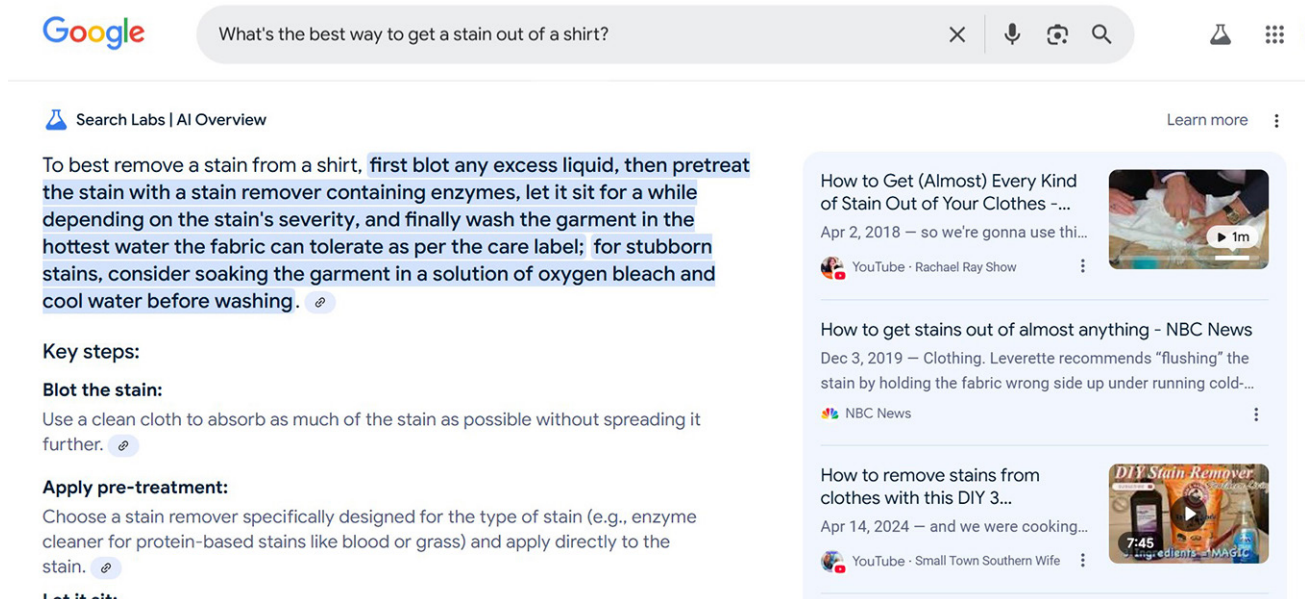 Google
What's the best way to get a stain out of a shirt?
Search Labs | AI Overview
Learn more
To best remove a stain from a shirt, first blot any excess liquid, then pretreat
the stain with a stain remover containing enzymes, let it sit for a while
depending on the stain's severity, and finally wash the garment in the
hottest water the fabric can tolerate as per the care label; for stubborn
stains, consider soaking the garment in a solution of oxygen bleach and
cool water before washing.
Key steps:
Blot the stain:
Use a clean cloth to absorb as much of the stain as possible without spreading it
further.
Apply pre-treatment:
Choose a stain remover specifically designed for the type of stain (e.g., enzyme
cleaner for protein-based stains like blood or grass) and apply directly to the
stain.
Let it sit:
How to Get (Almost) Every Kind
of Stain Out of Your Clothes -...
Apr 2, 2018 — so we're gonna use thi...
YouTube · Rachael Ray Show
1m
How to get stains out of almost anything - NBC News
Dec 3, 2019 — Clothing. Leverette recommends “flushing” the
stain by holding the fabric wrong side up under running cold-...
NBC News
How to remove stains from
clothes with this DIY 3...
Apr 14, 2024 — and we were cooking...
YouTube · Small Town Southern Wife
DIY Stain Remover
7:45
Ingredients
MAGIC